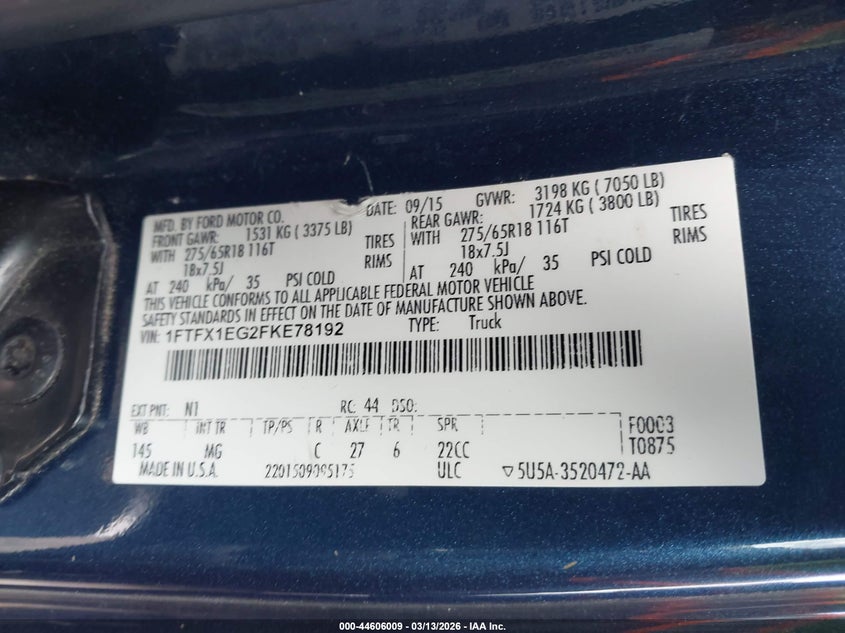 MFD. BY FORD MOTOR CO. DATE: 09/15 GVWR: 3198 KG ( 7050 LB)
FRONT GAWR: 1531 KG ( 3375 LB) REAR GAWR: 1724 KG ( 3800 LB)
WITH 275/65R18 116T TIRES WITH 275/65R18 116T TIRES
18x7.5J RIMS 18x7.5J RIMS
AT 240 kPa/ 35 PSI COLD AT 240 kPa/ 35 PSI COLD
THIS VEHICLE CONFORMS TO ALL APPLICABLE FEDERAL MOTOR VEHICLE
SAFETY STANDARDS IN EFFECT ON THE DATE OF MANUFACTURE SHOWN ABOVE.
VIN: 1FTFX1EG2FKE78192 TYPE: Truck
EXT PNT: N1 RC: 44 DSO:
WB INT TR TP/PS R AXLE TR SPR F0003
145 MG C 27 6 22CC T0875
MADE IN U.S.A. 2201509095175 ULC ▽5U5A-3520472-AA
000-44606009 — 03/13/2026 — IAA Inc.